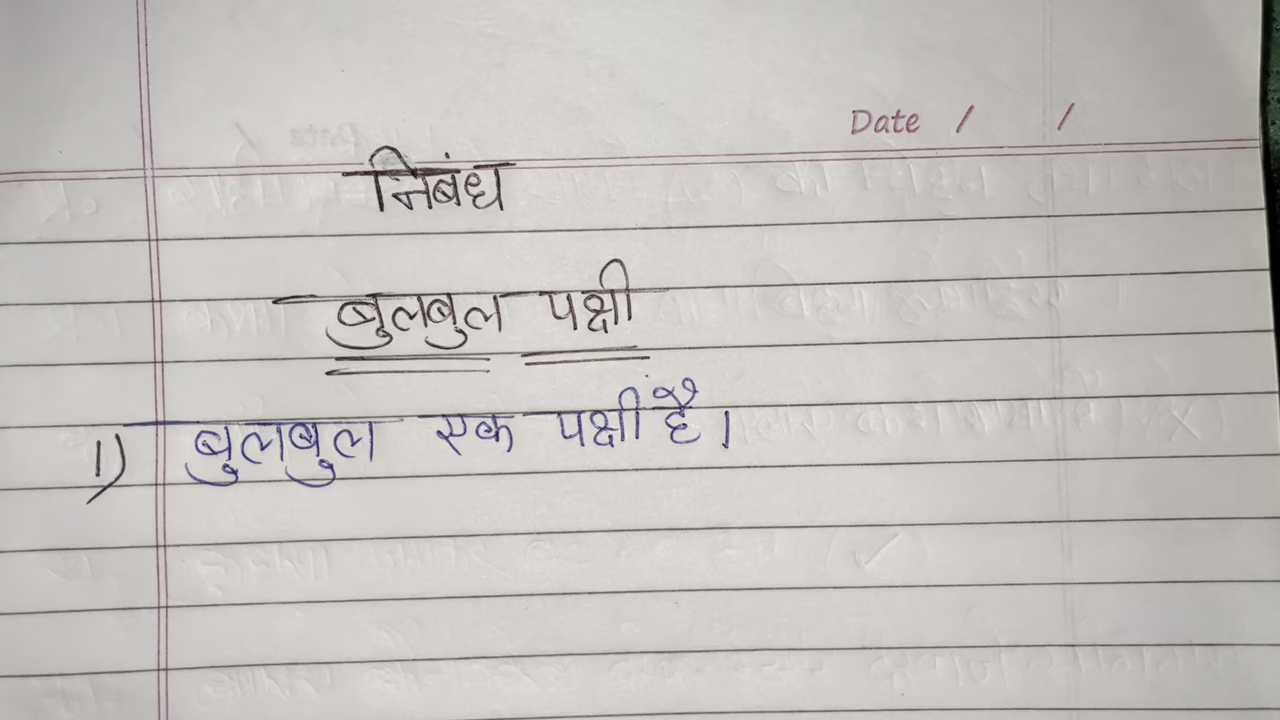 Date / /
निबंध
बुलबुल पक्षी
1) बुलबुल एक पक्षी है।